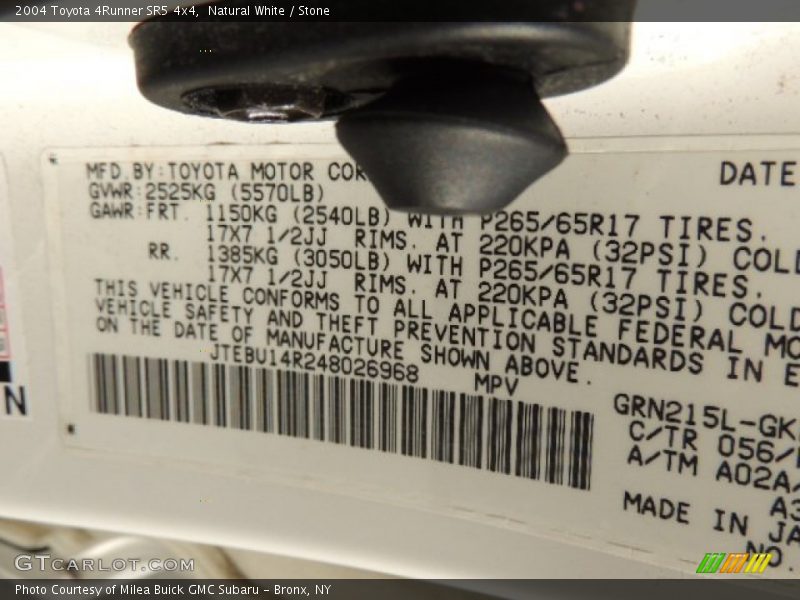 2004 Toyota 4Runner SR5 4x4, Natural White / Stone
MFD.BY:TOYOTA MOTOR COR
DATE
GVWR:2525KG (5570LB)
GAWR:FRT. 1150KG (2540LB) WITH P265/65R17 TIRES.
17X7 1/2JJ RIMS. AT 220KPA (32PSI) COLD
RR. 1385KG (3050LB) WITH P265/65R17 TIRES.
17X7 1/2JJ RIMS. AT 220KPA (32PSI) COLD
THIS VEHICLE CONFORMS TO ALL APPLICABLE FEDERAL MO
VEHICLE SAFETY AND THEFT PREVENTION STANDARDS IN E
ON THE DATE OF MANUFACTURE SHOWN ABOVE.
JTEBU14R248026968 MPV
N
GRN215L-GK
C/TR 056/
A/TM A02A/
A3
MADE IN JA
NO.
GTCARLOT.COM
Photo Courtesy of Milea Buick GMC Subaru - Bronx, NY